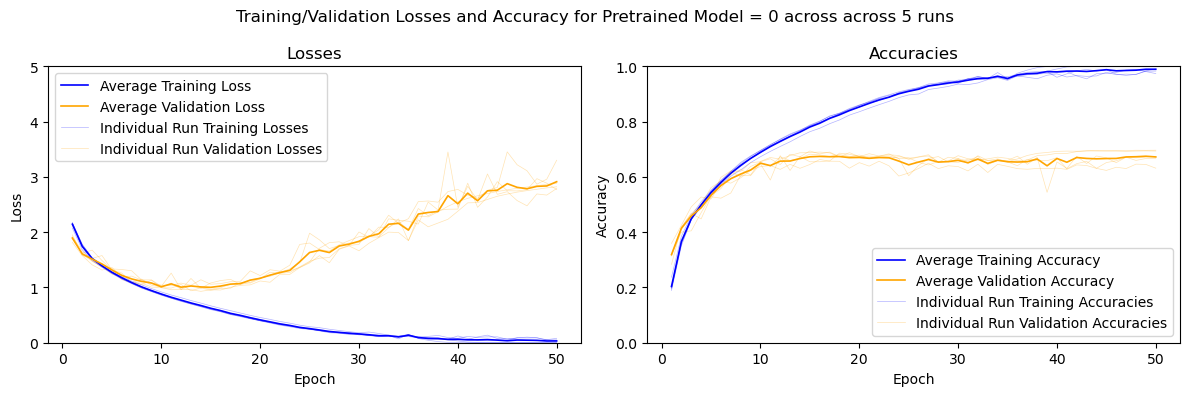 Training/Validation Losses and Accuracy for Pretrained Model = 0 across across 5 runs
Losses
5
4
3
2
1
0
Loss
Average Training Loss
Average Validation Loss
Individual Run Training Losses
Individual Run Validation Losses
0 10 20 30 40 50
Epoch
Accuracies
1.0
0.8
0.6
0.4
0.2
0.0
Accuracy
Average Training Accuracy
Average Validation Accuracy
Individual Run Training Accuracies
Individual Run Validation Accuracies
0 10 20 30 40 50
Epoch